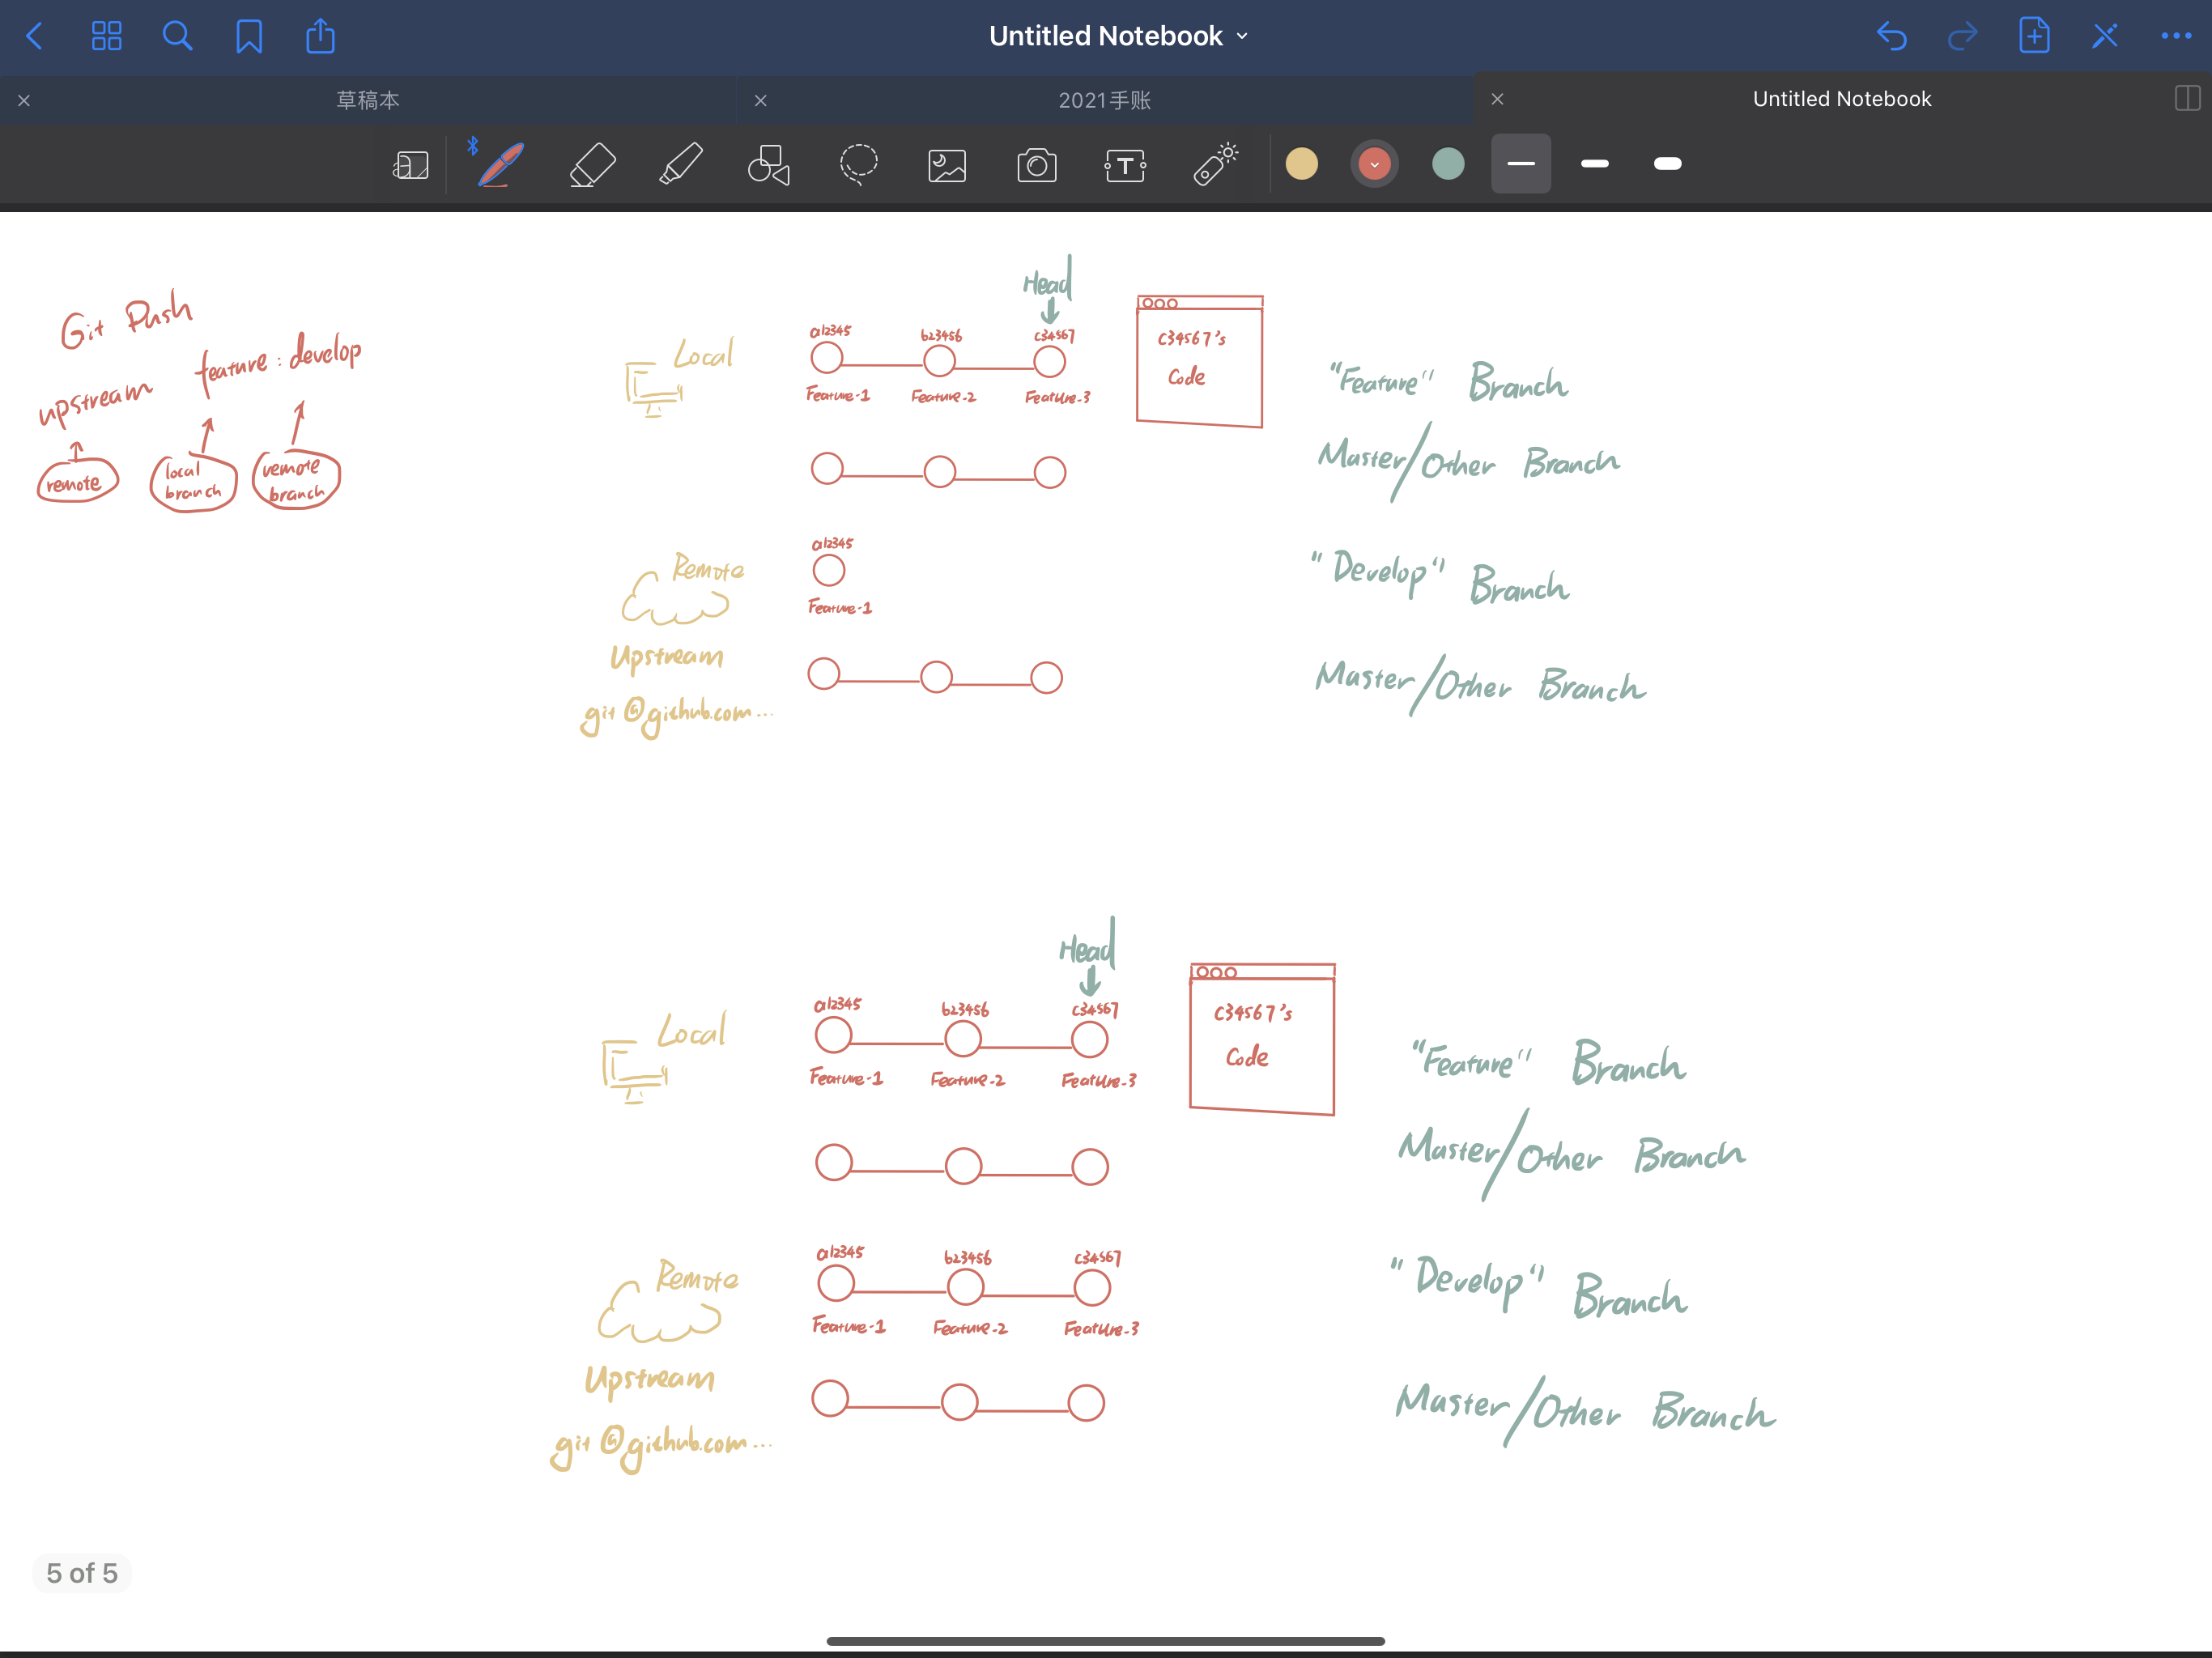 Untitled Notebook
草稿本
2021手账
Untitled Notebook
Git Push
upstream feature : develop
remote
local
branch
remote
branch
Head
Local
a12345 b23456 c34567
Feature-1 Feature-2 Feature-3
c34567's
Code
"Feature" Branch
Master/Other Branch
Remote
a12345
Feature-1
"Develop" Branch
Upstream
Master/Other Branch
git@github.com...
Head
Local
a12345 b23456 c34567
Feature-1 Feature-2 Feature-3
c34567's
Code
"Feature" Branch
Master/Other Branch
Remote
a12345 b23456 c34567
Feature-1 Feature-2 Feature-3
"Develop" Branch
Upstream
Master/Other Branch
git@github.com...
5 of 5